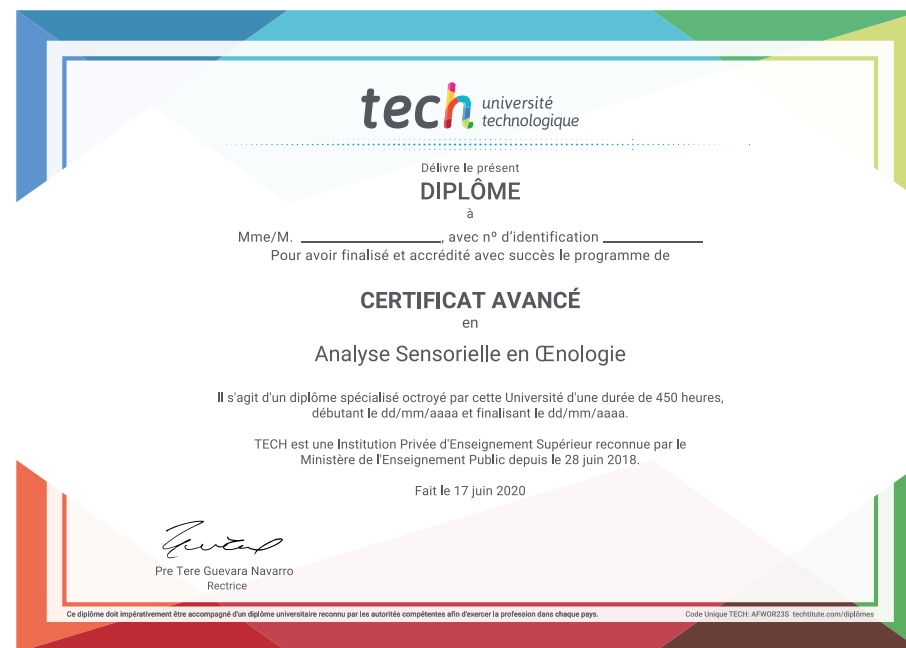 tech université
technologique
Délivre le présent
DIPLÔME
à
Mme/M. ____________________, avec nº d'identification ______________
Pour avoir finalisé et accrédité avec succès le programme de
CERTIFICAT AVANCÉ
en
Analyse Sensorielle en Œnologie
Il s'agit d'un diplôme spécialisé octroyé par cette Université d'une durée de 450 heures,
débutant le dd/mm/aaaa et finalisant le dd/mm/aaaa.
TECH est une Institution Privée d'Enseignement Supérieur reconnue par le
Ministère de l'Enseignement Public depuis le 28 juin 2018.
Fait le 17 juin 2020
Pre Tere Guevara Navarro
Rectrice
Ce diplôme doit impérativement être accompagné d'un diplôme universitaire reconnu par les autorités compétentes afin d'exercer la profession dans chaque pays.
Code Unique TECH: AFWOR23S techtitute.com/diplômes